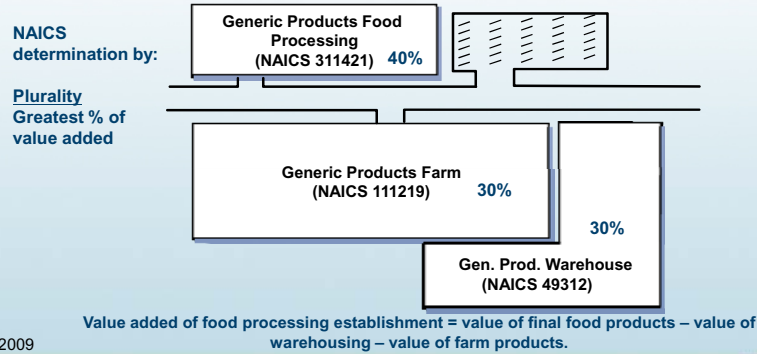 NAICS
determination by:
Plurality
Greatest % of
value added
Generic Products Food
Processing
(NAICS 311421) 40%
Generic Products Farm
(NAICS 111219) 30%
30%
Gen. Prod. Warehouse
(NAICS 49312)
Value added of food processing establishment = value of final food products – value of
warehousing – value of farm products.
2009